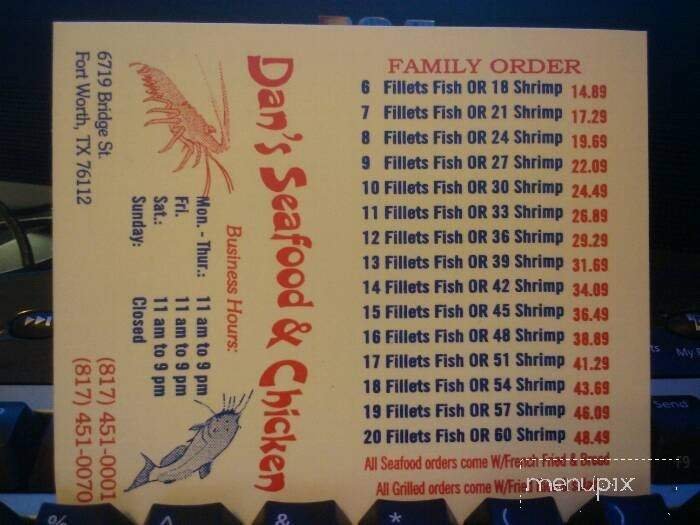 Dan's Seafood & Chicken
6719 Bridge St.
Fort Worth, TX 76112
Business Hours:
Mon. - Thur.: 11 am to 9 pm
Fri. 11 am to 9 pm
Sat.: 11 am to 9 pm
Sunday: Closed
(817) 451-0001
(817) 451-0070
FAMILY ORDER
6 Fillets Fish OR 18 Shrimp 14.89
7 Fillets Fish OR 21 Shrimp 17.29
8 Fillets Fish OR 24 Shrimp 19.69
9 Fillets Fish OR 27 Shrimp 22.09
10 Fillets Fish OR 30 Shrimp 24.49
11 Fillets Fish OR 33 Shrimp 26.89
12 Fillets Fish OR 36 Shrimp 29.29
13 Fillets Fish OR 39 Shrimp 31.69
14 Fillets Fish OR 42 Shrimp 34.09
15 Fillets Fish OR 45 Shrimp 36.49
16 Fillets Fish OR 48 Shrimp 38.89
17 Fillets Fish OR 51 Shrimp 41.29
18 Fillets Fish OR 54 Shrimp 43.69
19 Fillets Fish OR 57 Shrimp 46.09
20 Fillets Fish OR 60 Shrimp 48.49
All Seafood orders come W/French Fried & Bread
All Grilled orders come W/Fried
menupix
Send
%
&
*
(